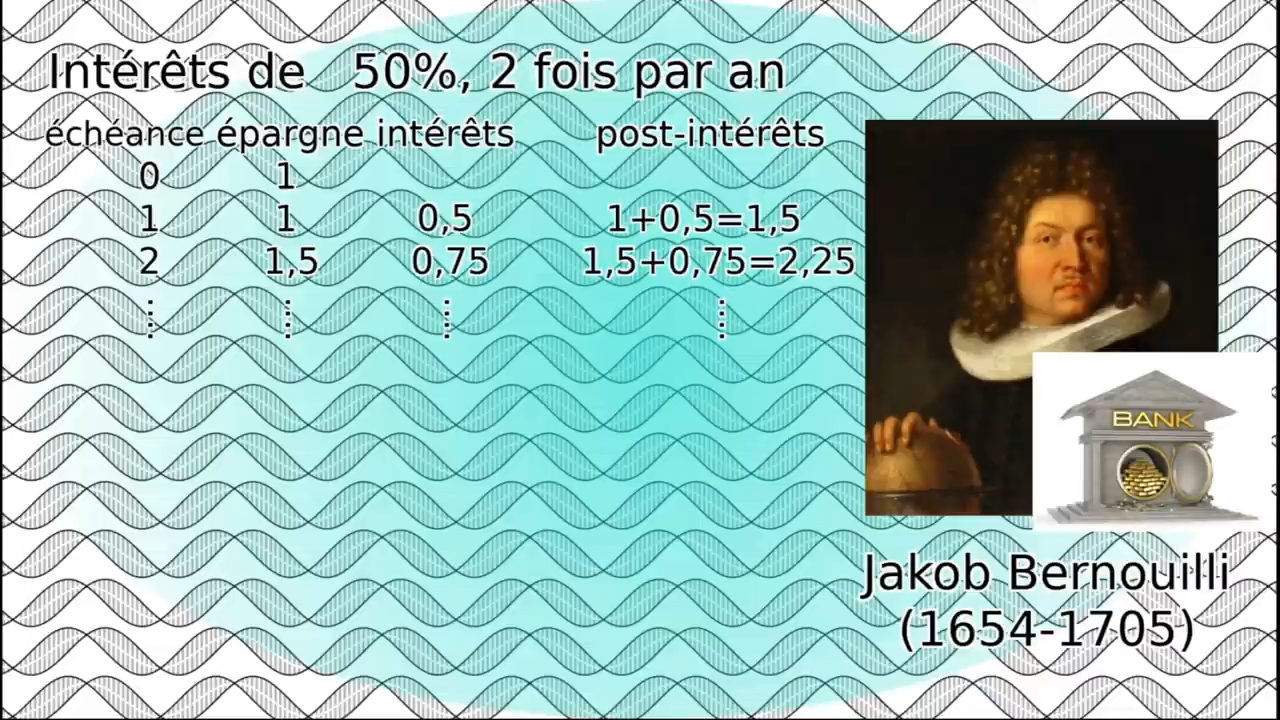 Intérêts de 50%, 2 fois par an
échéance épargne intérêts post-intérêts
0 1
1 1 0,5 1+0,5=1,5
2 1,5 0,75 1,5+0,75=2,25
⋮ ⋮ ⋮ ⋮
BANK
Jakob Bernouilli
(1654-1705)